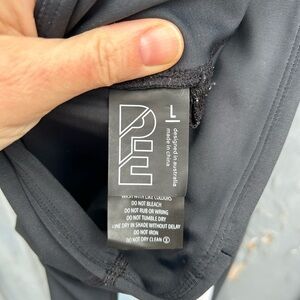 PE
L
designed in australia
made in china
WASH WITH LIKE COLOURS
DO NOT BLEACH
DO NOT RUB OR WRING
DO NOT TUMBLE DRY
LINE DRY IN SHADE WITHOUT DELAY
DO NOT IRON
DO NOT DRY CLEAN